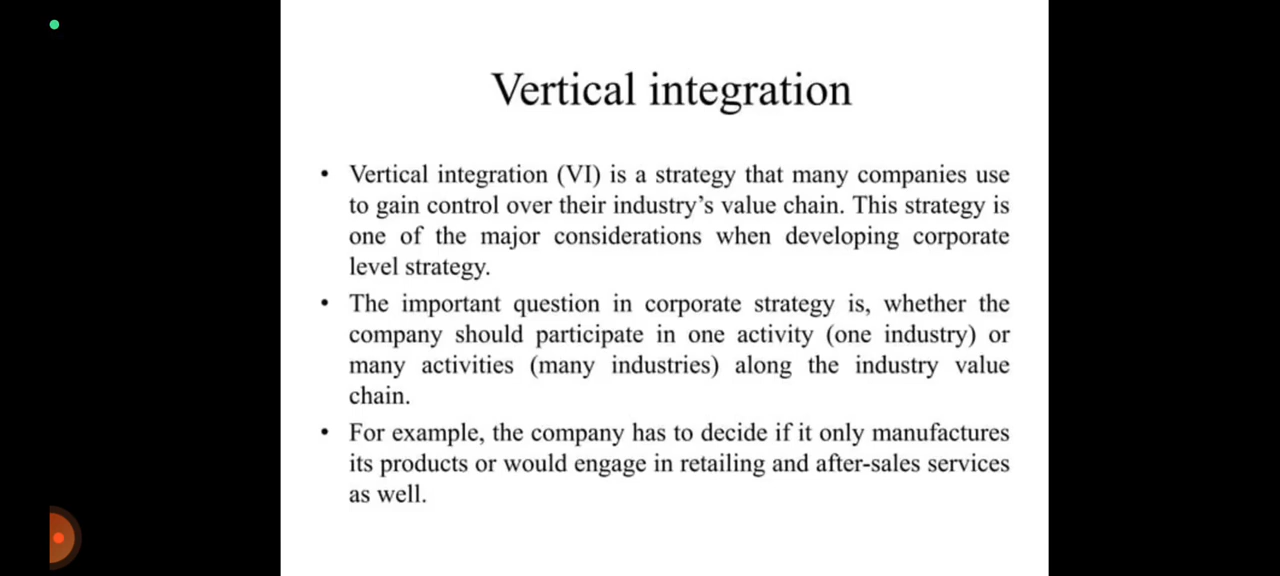 Vertical integration
• Vertical integration (VI) is a strategy that many companies use
to gain control over their industry’s value chain. This strategy is
one of the major considerations when developing corporate
level strategy.
• The important question in corporate strategy is, whether the
company should participate in one activity (one industry) or
many activities (many industries) along the industry value
chain.
• For example, the company has to decide if it only manufactures
its products or would engage in retailing and after-sales services
as well.